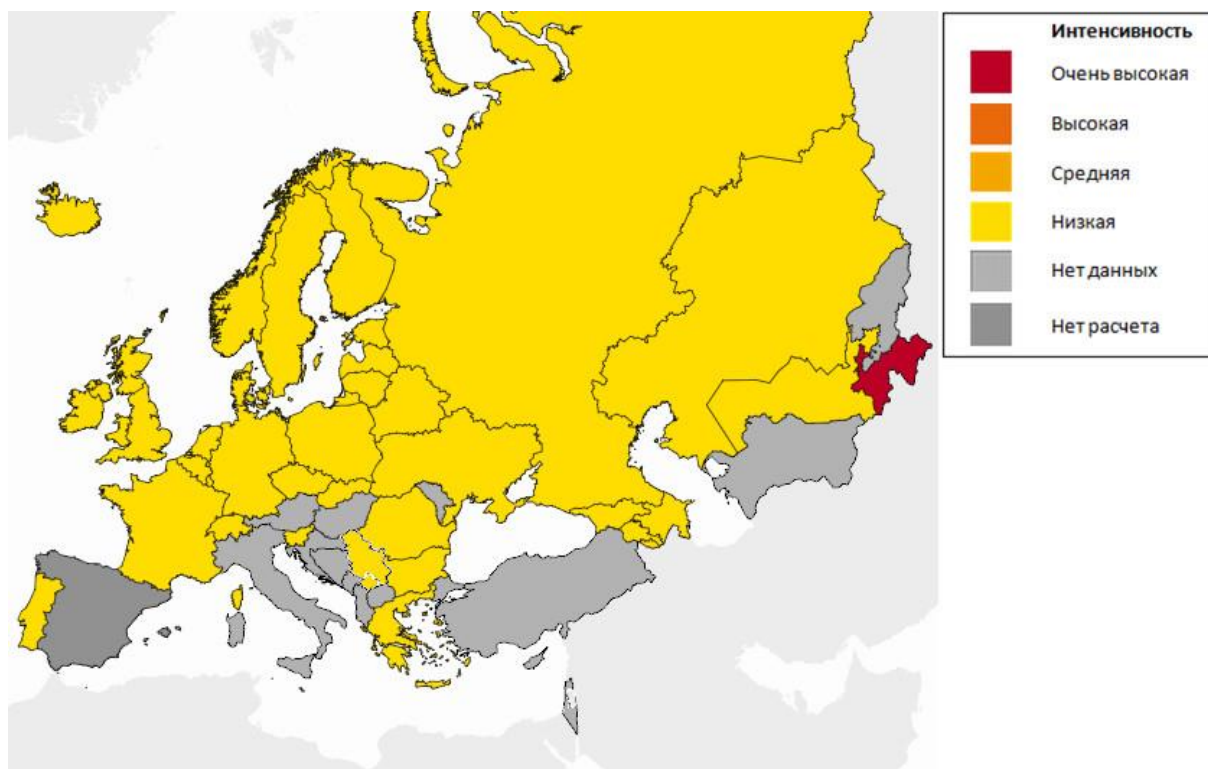 Интенсивность
Очень высокая
Высокая
Средняя
Низкая
Нет данных
Нет расчета